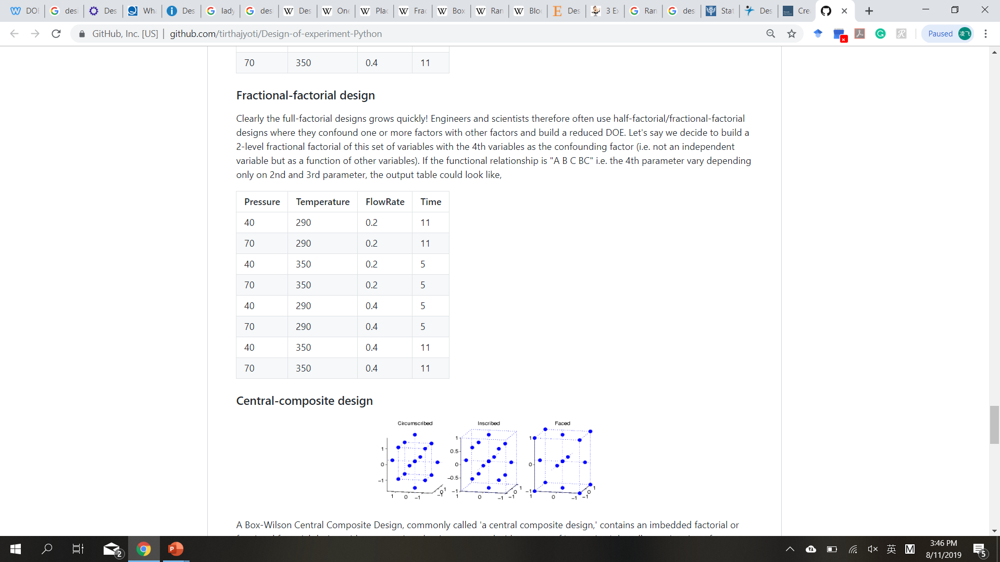 DOE
desi
Des
Wha
Des
lady
des
Des
One
Plac
Frac
Box
Ran
Bloc
Des
3 Ex
Ran
des
Stat
Des
Cre
GitHub, Inc. [US] | github.com/tirthajyoti/Design-of-experiment-Python
Paused 凌飞
70 350 0.4 11
Fractional-factorial design
Clearly the full-factorial designs grows quickly! Engineers and scientists therefore often use half-factorial/fractional-factorial
designs where they confound one or more factors with other factors and build a reduced DOE. Let's say we decide to build a
2-level fractional factorial of this set of variables with the 4th variables as the confounding factor (i.e. not an independent
variable but as a function of other variables). If the functional relationship is "A B C BC" i.e. the 4th parameter vary depending
only on 2nd and 3rd parameter, the output table could look like,
Pressure Temperature FlowRate Time
40 290 0.2 11
70 290 0.2 11
40 350 0.2 5
70 350 0.2 5
40 290 0.4 5
70 290 0.4 5
40 350 0.4 11
70 350 0.4 11
Central-composite design
Circumscribed Inscribed Faced
1 0 -1 1 0 -1 -1 0 1
1 0.5 0 -0.5 -1 1 0 -1 -1 0 1
1 0 -1 1 0 -1 -1 0 1
A Box-Wilson Central Composite Design, commonly called 'a central composite design,' contains an imbedded factorial or
2
P
英 M
3:46 PM
8/11/2019
5